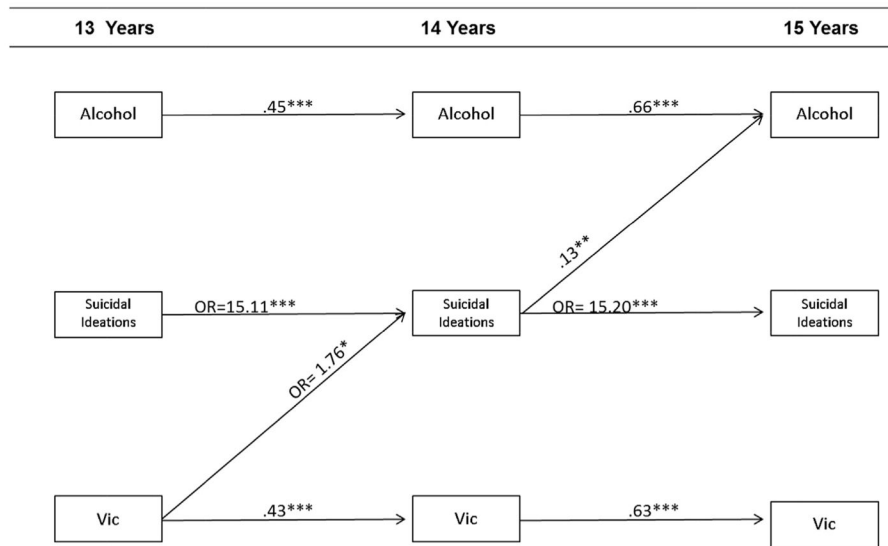 13 Years 14 Years 15 Years
Alcohol .45*** Alcohol .66*** Alcohol
.13**
Suicidal
Ideations OR=15.11*** Suicidal
Ideations OR= 15.20*** Suicidal
Ideations
OR= 1.76*
Vic .43*** Vic .63*** Vic